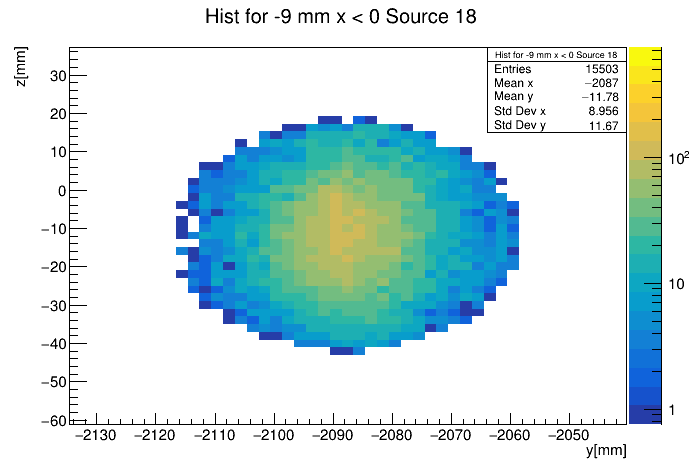 Hist for -9 mm x < 0 Source 18
z[mm]
Hist for -9 mm x < 0 Source 18
Entries 15503
Mean x −2087
Mean y −11.78
Std Dev x 8.956
Std Dev y 11.67
30
20
10
0
−10
−20
−30
−40
−50
−60
10²
10
1
−2130 −2120 −2110 −2100 −2090 −2080 −2070 −2060 −2050
y[mm]